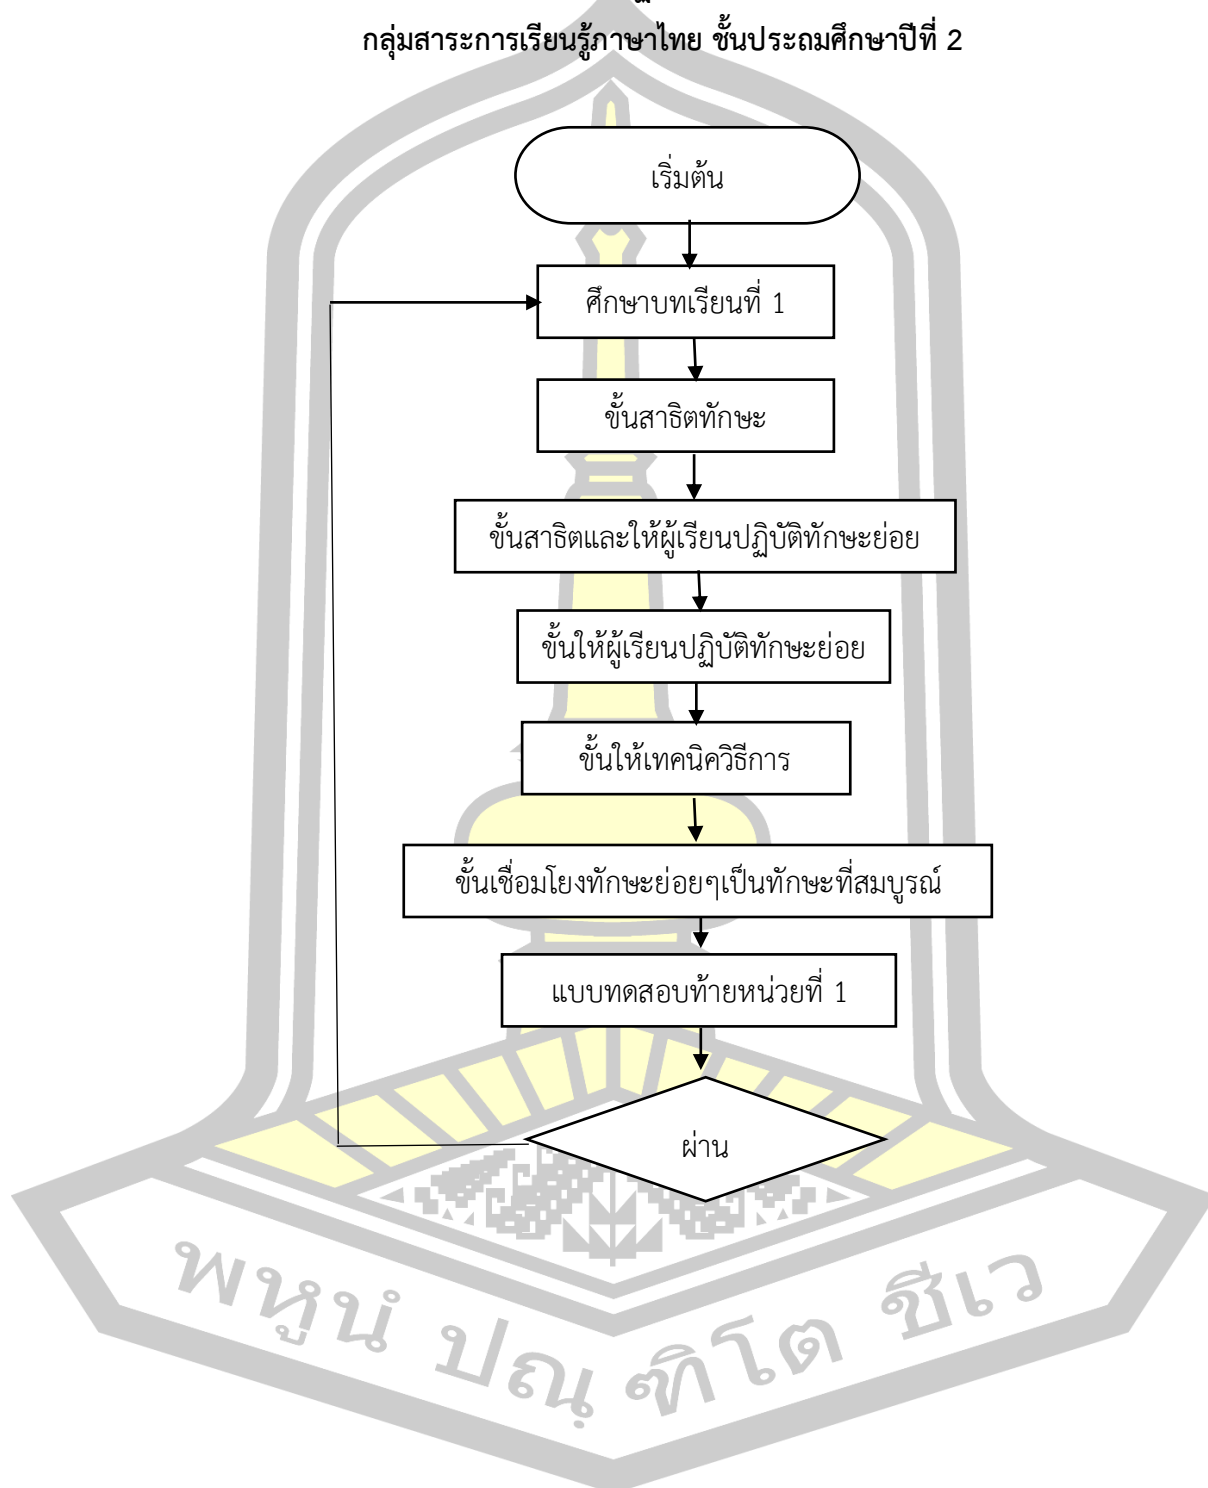 กลุ่มสาระการเรียนรู้ภาษาไทย ชั้นประถมศึกษาปีที่ 2
เริ่มต้น
ศึกษาบทเรียนที่ 1
ขั้นสาธิตทักษะ
ขั้นสาธิตและให้ผู้เรียนปฏิบัติทักษะย่อย
ขั้นให้ผู้เรียนปฏิบัติทักษะย่อย
ขั้นให้เทคนิควิธีการ
ขั้นเชื่อมโยงทักษะย่อยๆเป็นทักษะที่สมบูรณ์
แบบทดสอบท้ายหน่วยที่ 1
ผ่าน
พหูนํ ปณฺฑิโต ชีเว